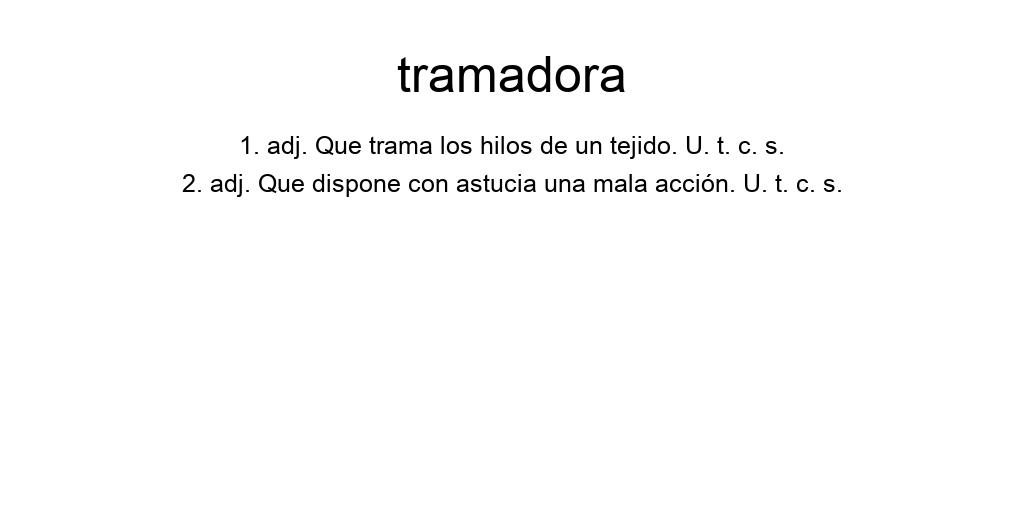 tramadora
1. adj. Que trama los hilos de un tejido. U. t. c. s.
2. adj. Que dispone con astucia una mala acción. U. t. c. s.